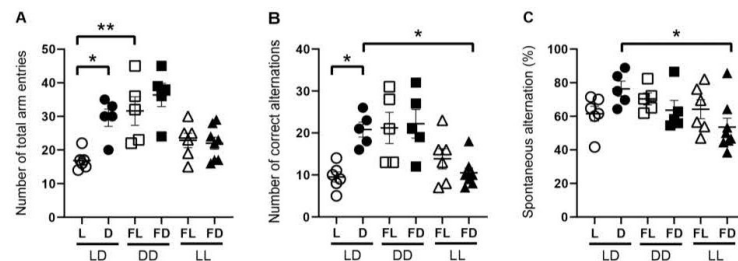 A B C
** * *
* *
Number of total arm entries
50
40
30
20
10
0
L D FL FD FL FD
LD DD LL
Number of correct alternations
40
30
20
10
0
L D FL FD FL FD
LD DD LL
Spontaneous alternation (%)
100
80
60
40
20
0
L D FL FD FL FD
LD DD LL